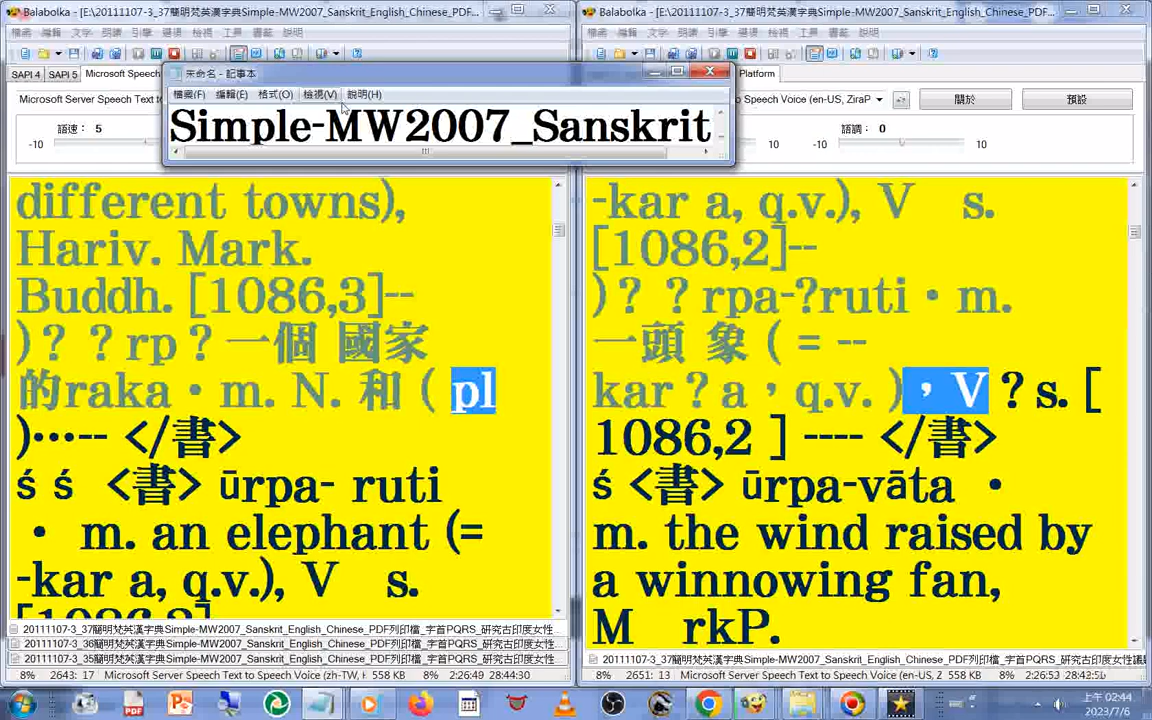 Balabolka - [E:\20111107-3_37簡明梵英漢字典Simple-MW2007_Sanskrit_English_Chinese_PDF...
Balabolka - [E:\20111107-3_37簡明梵英漢字典Simple-MW2007_Sanskrit_English_Chinese_PDF...
SAPI 4 SAPI 5 Microsoft Speech
Platform
未命名 - 記事本
檔案(F) 編輯(E) 格式(O) 檢視(V) 說明(H)
Simple-MW2007_Sanskrit
Microsoft Server Speech Text to
Speech Voice (en-US, ZiraP
關於
預設
語速： 5
語調： 0
-10
10
-10
10
different towns),
Hariv. Mark.
Buddh. [1086,3]--
)？？rp？一個 國家
的raka‧m. N. 和 ( pl
)…-- </書>
ś ś <書> ūrpa- ruti
‧ m. an elephant (=
-kar a, q.v.), V s.
[1086,2]
-kar a, q.v.), V s.
[1086,2]--
)？？rpa-?ruti‧m.
一頭 象 ( = --
kar？a，q.v. )，V？s. [
1086,2 ] ---- </書>
ś <書> ūrpa-vāta ‧
m. the wind raised by
a winnowing fan,
M rkP.
20111107-3_37簡明梵英漢字典Simple-MW2007_Sanskrit_English_Chinese_PDF列印檔_字首PQRS_研究古印度女性...
20111107-3_36簡明梵英漢字典Simple-MW2007_Sanskrit_English_Chinese_PDF列印檔_字首PQRS_研究古印度女性...
20111107-3_35簡明梵英漢字典Simple-MW2007_Sanskrit_English_Chinese_PDF列印檔_字首PQRS_研究古印度女性...
20111107-3_37簡明梵英漢字典Simple-MW2007_Sanskrit_English_Chinese_PDF列印檔_字首PQRS_研究古印度女性議
8% 2643: 17 Microsoft Server Speech Text to Speech Voice (zh-TW, H 558 KB 8% 2:26:49 28:44:30
8% 2651: 13 Microsoft Server Speech Text to Speech Voice (en-US, Z 558 KB 8% 2:26:53
上午 02:44
2023/7/6